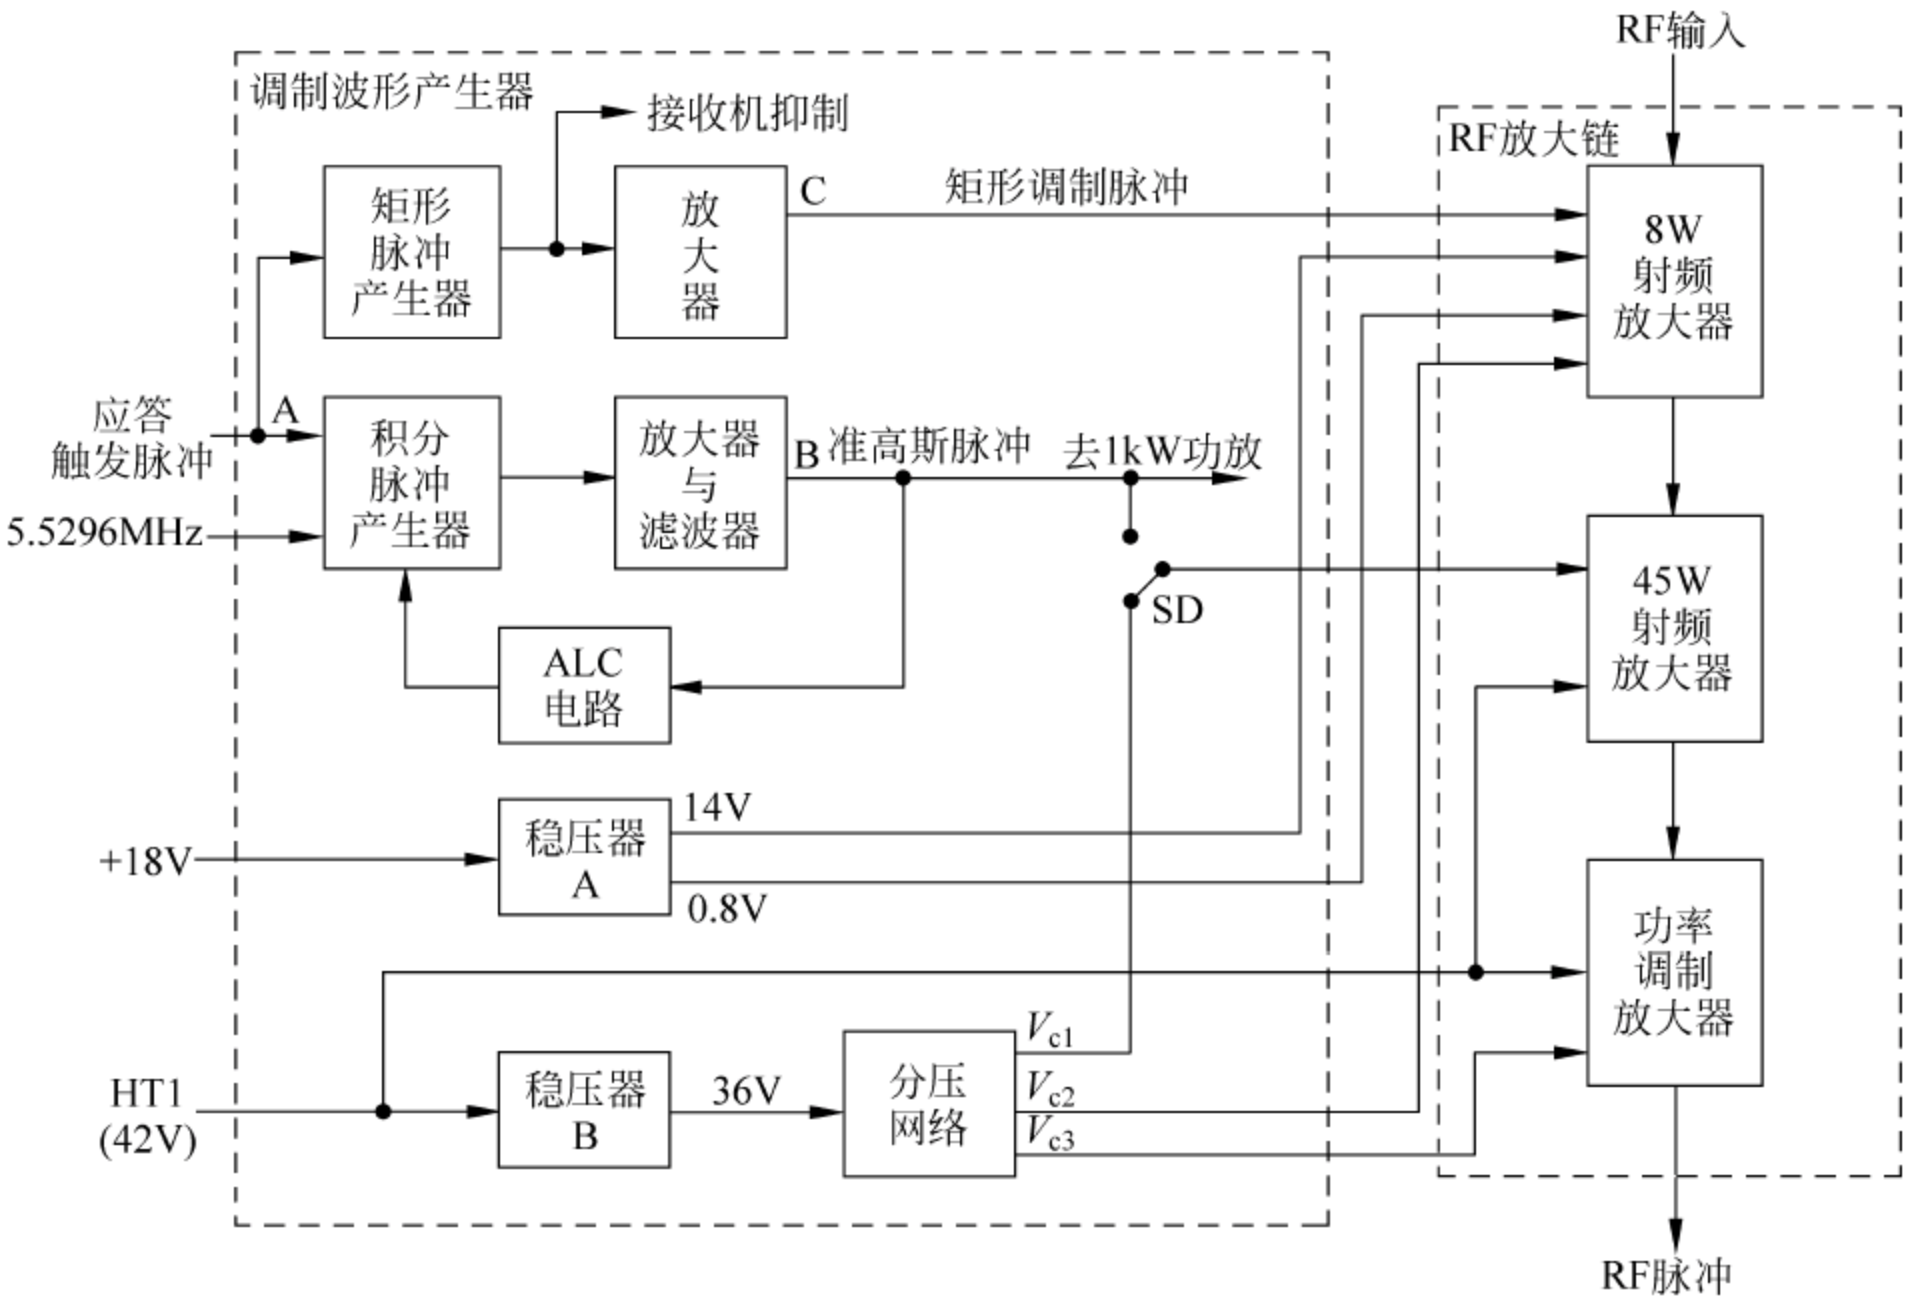 RF输入
调制波形产生器
接收机抑制
RF放大链
矩形
脉冲
产生器
放
大
器
C
矩形调制脉冲
8W
射频
放大器
应答
触发脉冲
A
积分
脉冲
产生器
放大器
与
滤波器
B
准高斯脉冲
去1kW功放
5.5296MHz
SD
45W
射频
放大器
ALC
电路
+18V
稳压器
A
14V
0.8V
功率
调制
放大器
HT1
(42V)
稳压器
B
36V
分压
网络
Vc1
Vc2
Vc3
RF脉冲